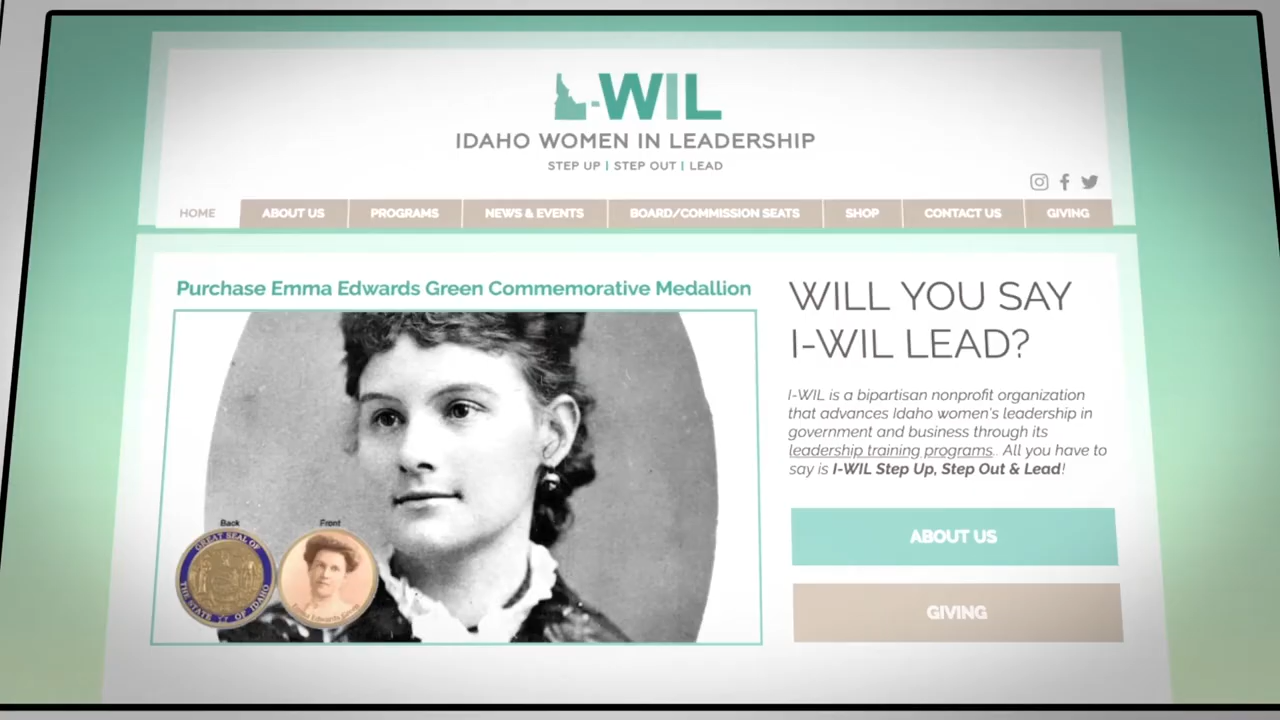 I-WIL
IDAHO WOMEN IN LEADERSHIP
STEP UP | STEP OUT | LEAD
HOME
ABOUT US
PROGRAMS
NEWS & EVENTS
BOARD/COMMISSION SEATS
SHOP
CONTACT US
GIVING
Purchase Emma Edwards Green Commemorative Medallion
Back
Front
GREAT SEAL OF
THE STATE OF IDAHO
Emma Edwards Green
WILL YOU SAY
I-WIL LEAD?
I-WIL is a bipartisan nonprofit organization
that advances Idaho women's leadership in
government and business through its
leadership training programs. All you have to
say is I-WIL Step Up, Step Out & Lead!
ABOUT US
GIVING